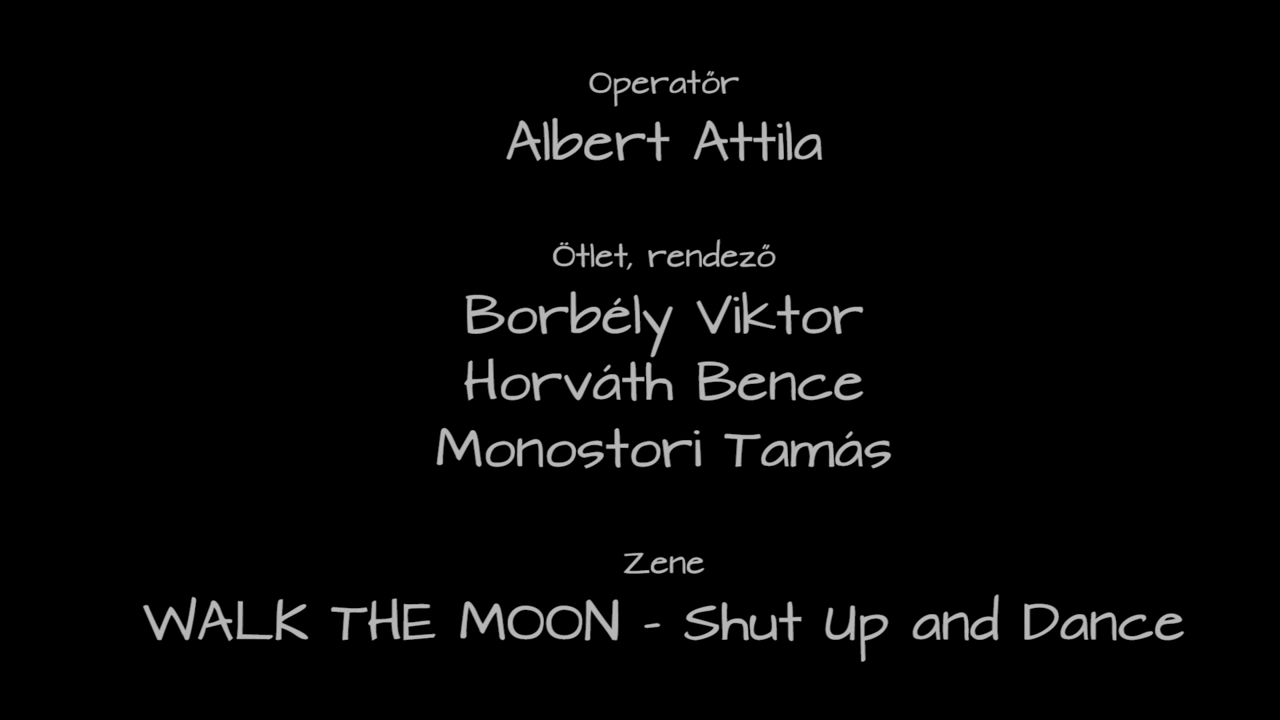 Operatőr
Albert Attila
Ötlet, rendező
Borbély Viktor
Horváth Bence
Monostori Tamás
Zene
WALK THE MOON - Shut Up and Dance